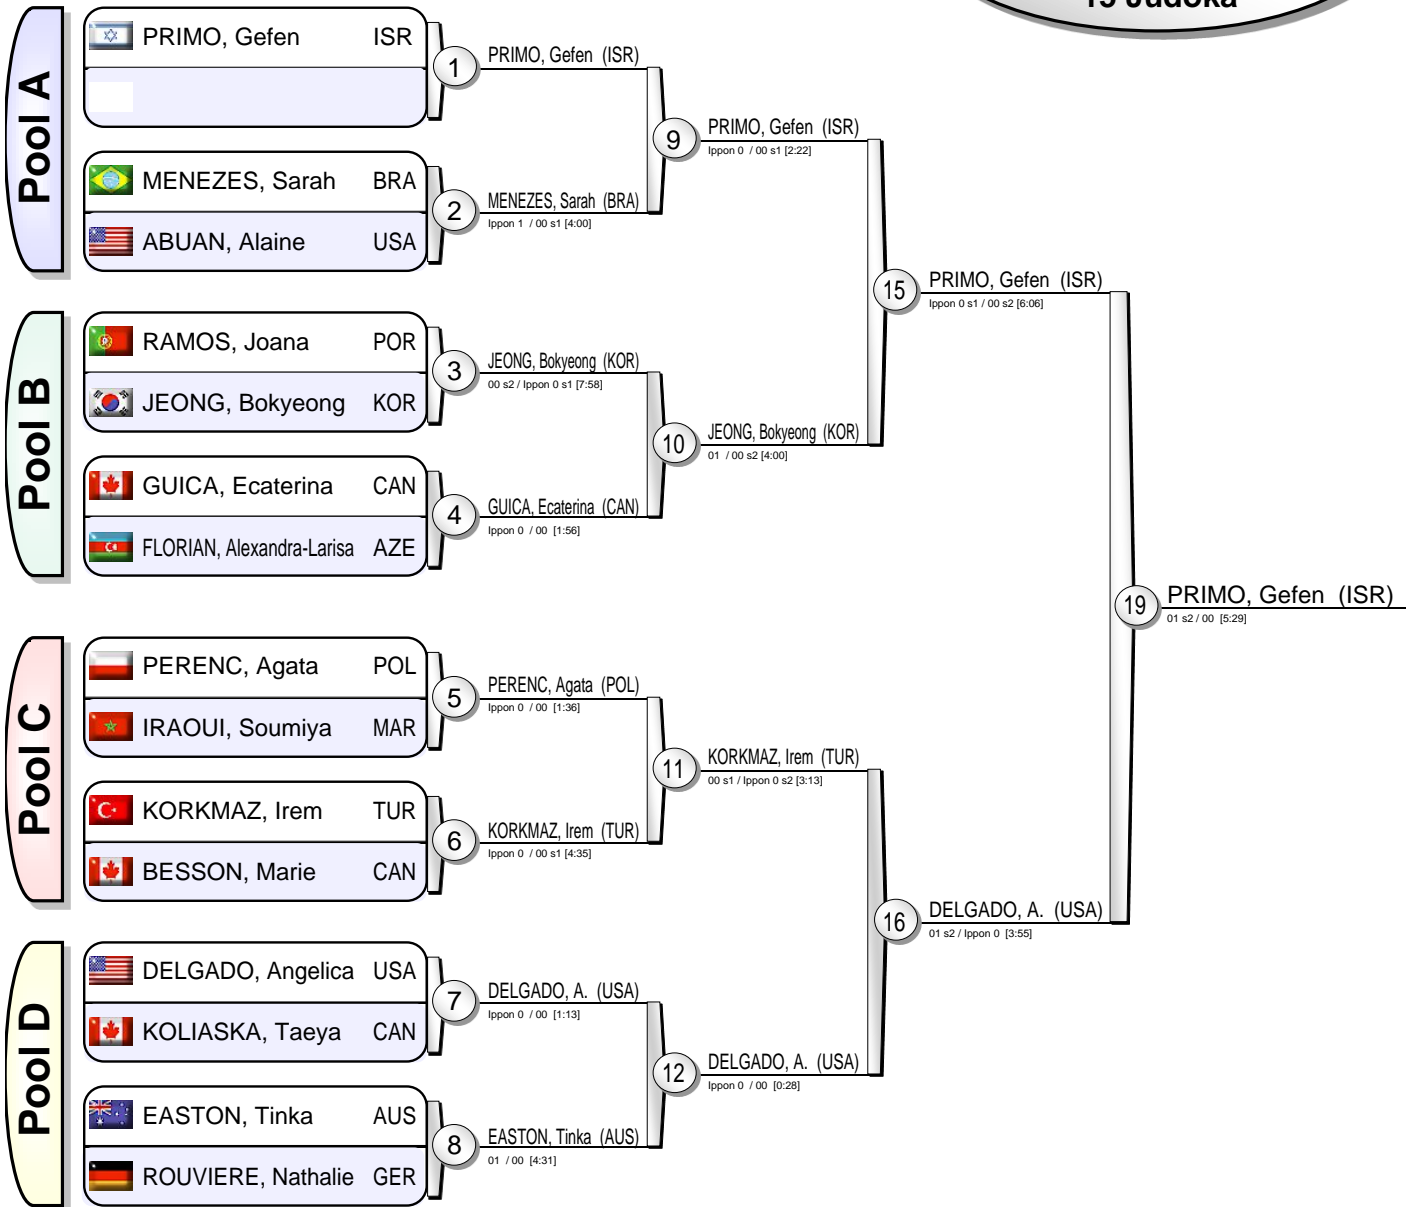 15 Judoka
Pool A
PRIMO, Gefen ISR
MENEZES, Sarah BRA
ABUAN, Alaine USA
Pool B
RAMOS, Joana POR
JEONG, Bokyeong KOR
GUICA, Ecaterina CAN
FLORIAN, Alexandra-Larisa AZE
Pool C
PERENC, Agata POL
IRAOUI, Soumiya MAR
KORKMAZ, Irem TUR
BESSON, Marie CAN
Pool D
DELGADO, Angelica USA
KOLIASKA, Taeya CAN
EASTON, Tinka AUS
ROUVIERE, Nathalie GER
1 PRIMO, Gefen (ISR)
2 MENEZES, Sarah (BRA)
Ippon 1 / 00 s1 [4:00]
3 JEONG, Bokyeong (KOR)
00 s2 / Ippon 0 s1 [7:58]
4 GUICA, Ecaterina (CAN)
Ippon 0 / 00 [1:56]
5 PERENC, Agata (POL)
Ippon 0 / 00 [1:36]
6 KORKMAZ, Irem (TUR)
Ippon 0 / 00 s1 [4:35]
7 DELGADO, A. (USA)
Ippon 0 / 00 [1:13]
8 EASTON, Tinka (AUS)
01 / 00 [4:31]
9 PRIMO, Gefen (ISR)
Ippon 0 / 00 s1 [2:22]
10 JEONG, Bokyeong (KOR)
01 / 00 s2 [4:00]
11 KORKMAZ, Irem (TUR)
00 s1 / Ippon 0 s2 [3:13]
12 DELGADO, A. (USA)
Ippon 0 / 00 [0:28]
15 PRIMO, Gefen (ISR)
Ippon 0 s1 / 00 s2 [6:06]
16 DELGADO, A. (USA)
01 s2 / Ippon 0 [3:55]
19 PRIMO, Gefen (ISR)
01 s2 / 00 [5:29]